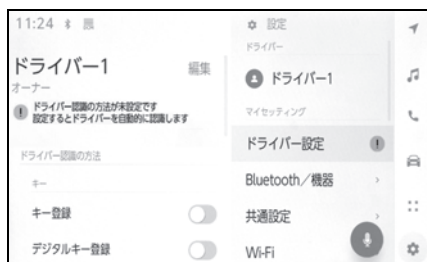 11:24
ドライバー1
編集
オーナー
ドライバー認識の方法が未設定です
設定するとドライバーを自動的に認識します
ドライバー認識の方法
キー
キー登録
デジタルキー登録
設定
ドライバー
ドライバー1
マイセッティング
ドライバー設定
Bluetooth/機器
共通設定
Wi-Fi